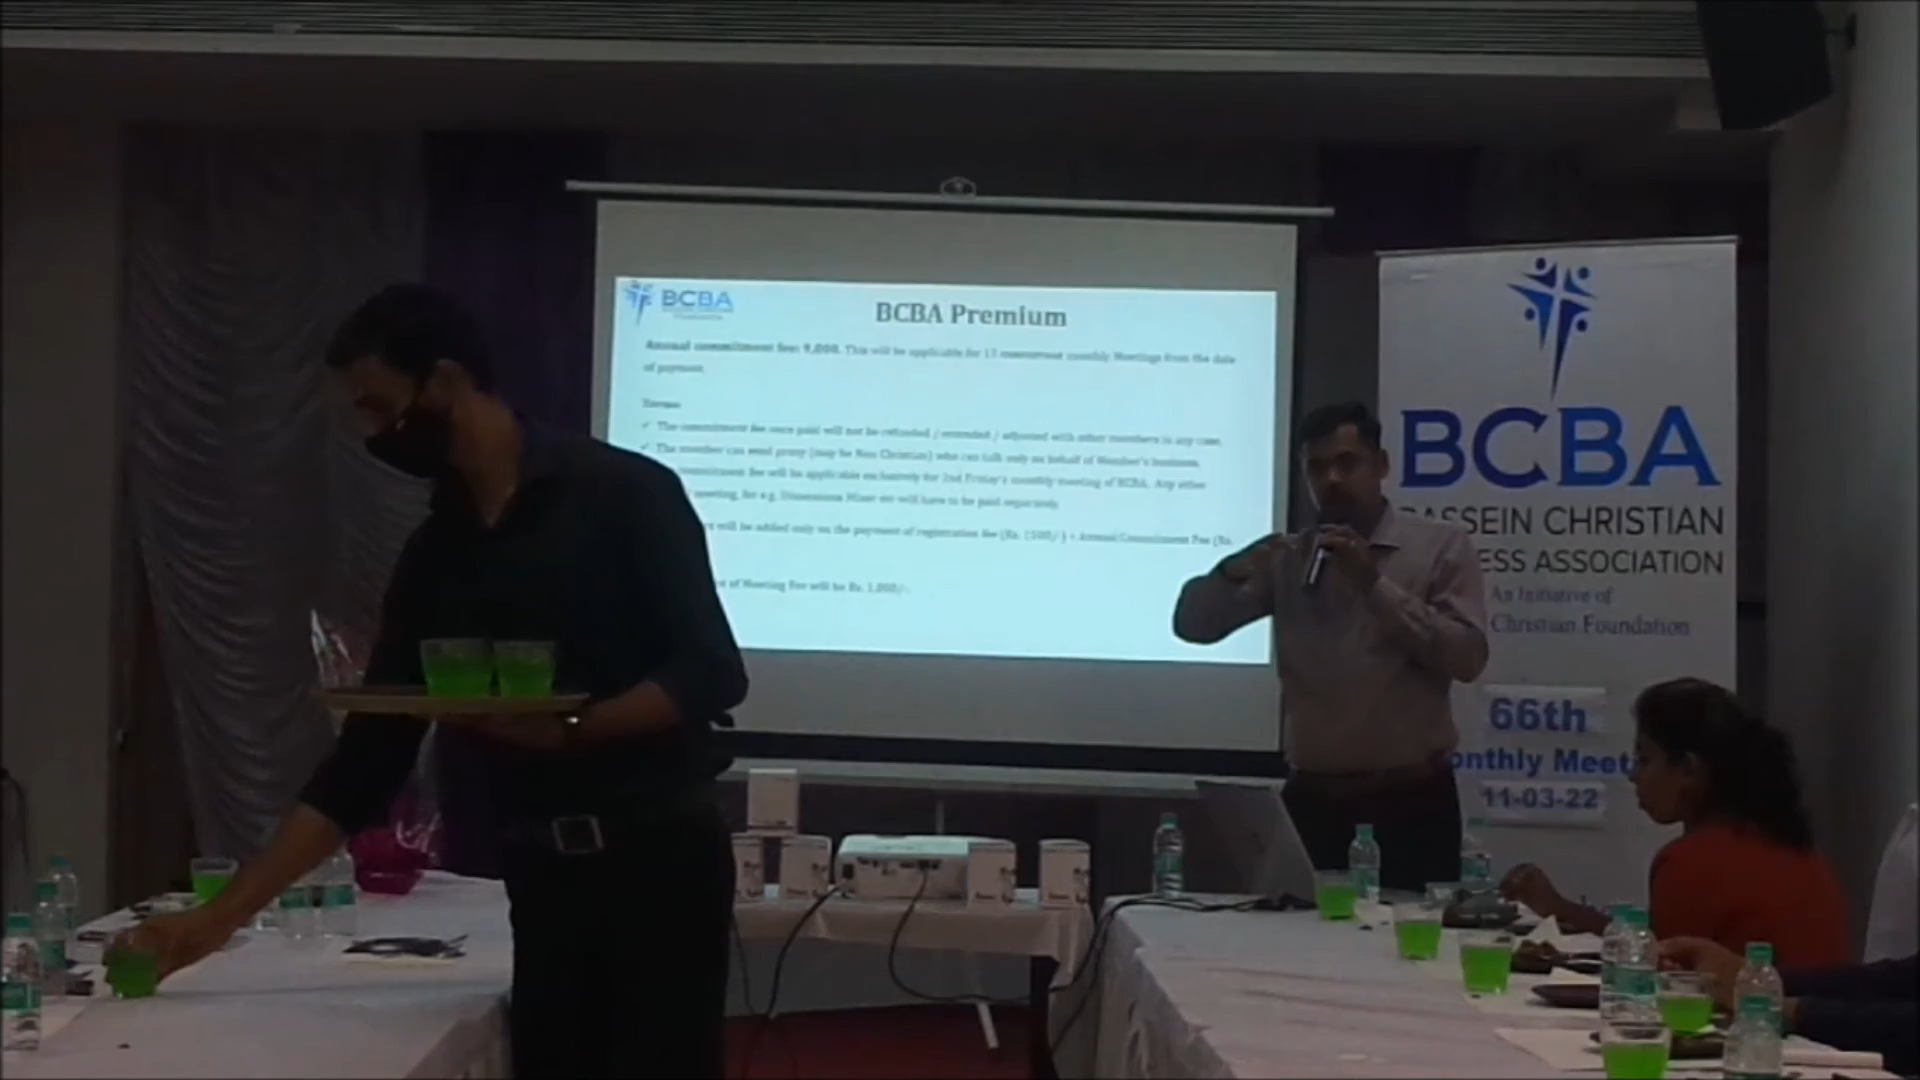 BCBA
BCBA Premium
Annual commitment fee: 9,000. This will be applicable for 12 consecutive monthly Meetings from the date
of payment.
Terms
✓ The commitment fee once paid will not be refunded / extended / adjusted with other members in any case.
✓ The member can send proxy (may be Non Christian) who can talk only on behalf of Member's business.
commitment fee will be applicable exclusively for 2nd Friday's monthly meeting of BCBA. Any other
meeting, for e.g. Dimensions Mixer etc will have to be paid separately.
will be added only on the payment of registration fee (Rs. 1500/-) + Annual Commitment Fee (Rs.
of Meeting Fee will be Rs. 1,000/-.
BCBA
BASSEIN CHRISTIAN
ESS ASSOCIATION
An Initiative of
Christian Foundation
66th
onthly Meet
11-03-22